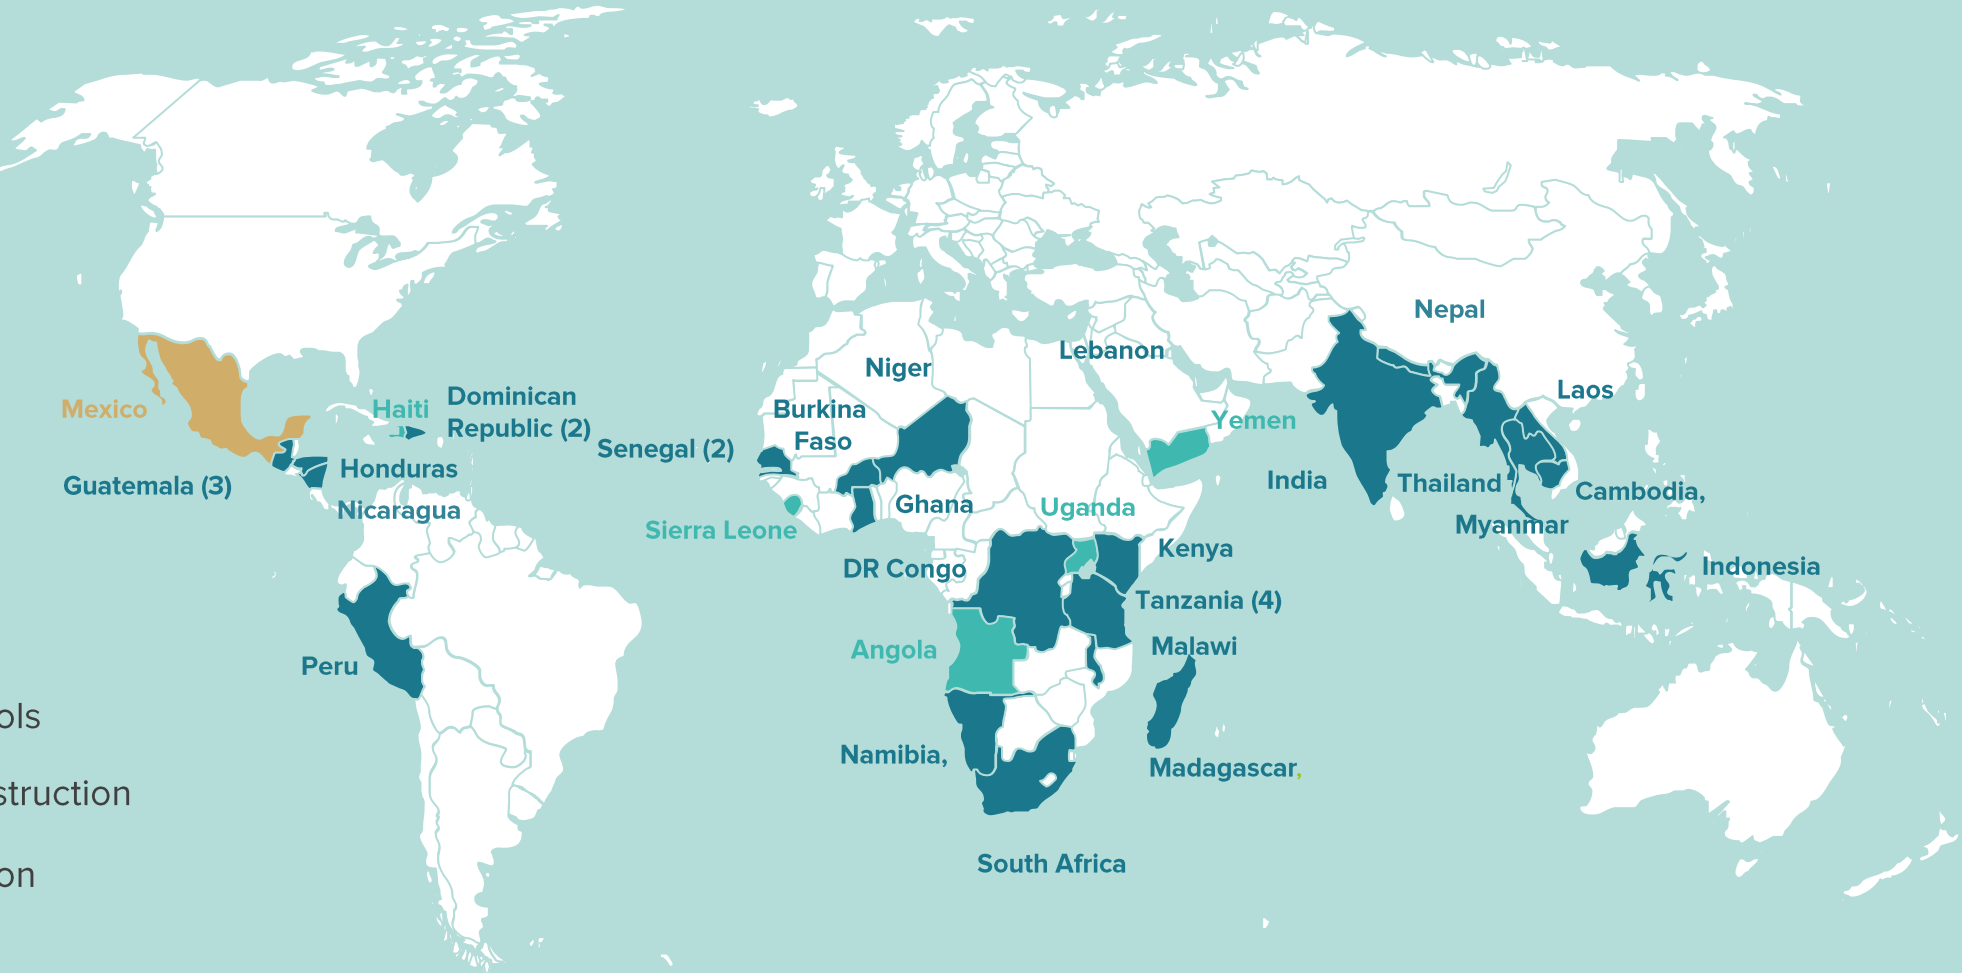 Nepal
Lebanon
Niger
Laos
Dominican
Republic (2)
Mexico
Haiti
Burkina
Faso
Yemen
Senegal (2)
Honduras
Guatemala (3)
India
Thailand
Cambodia,
Nicaragua
Ghana
Uganda
Myanmar
Sierra Leone
Kenya
DR Congo
Indonesia
Tanzania (4)
Malawi
Angola
Peru
ols
Namibia,
Madagascar,
struction
South Africa
on